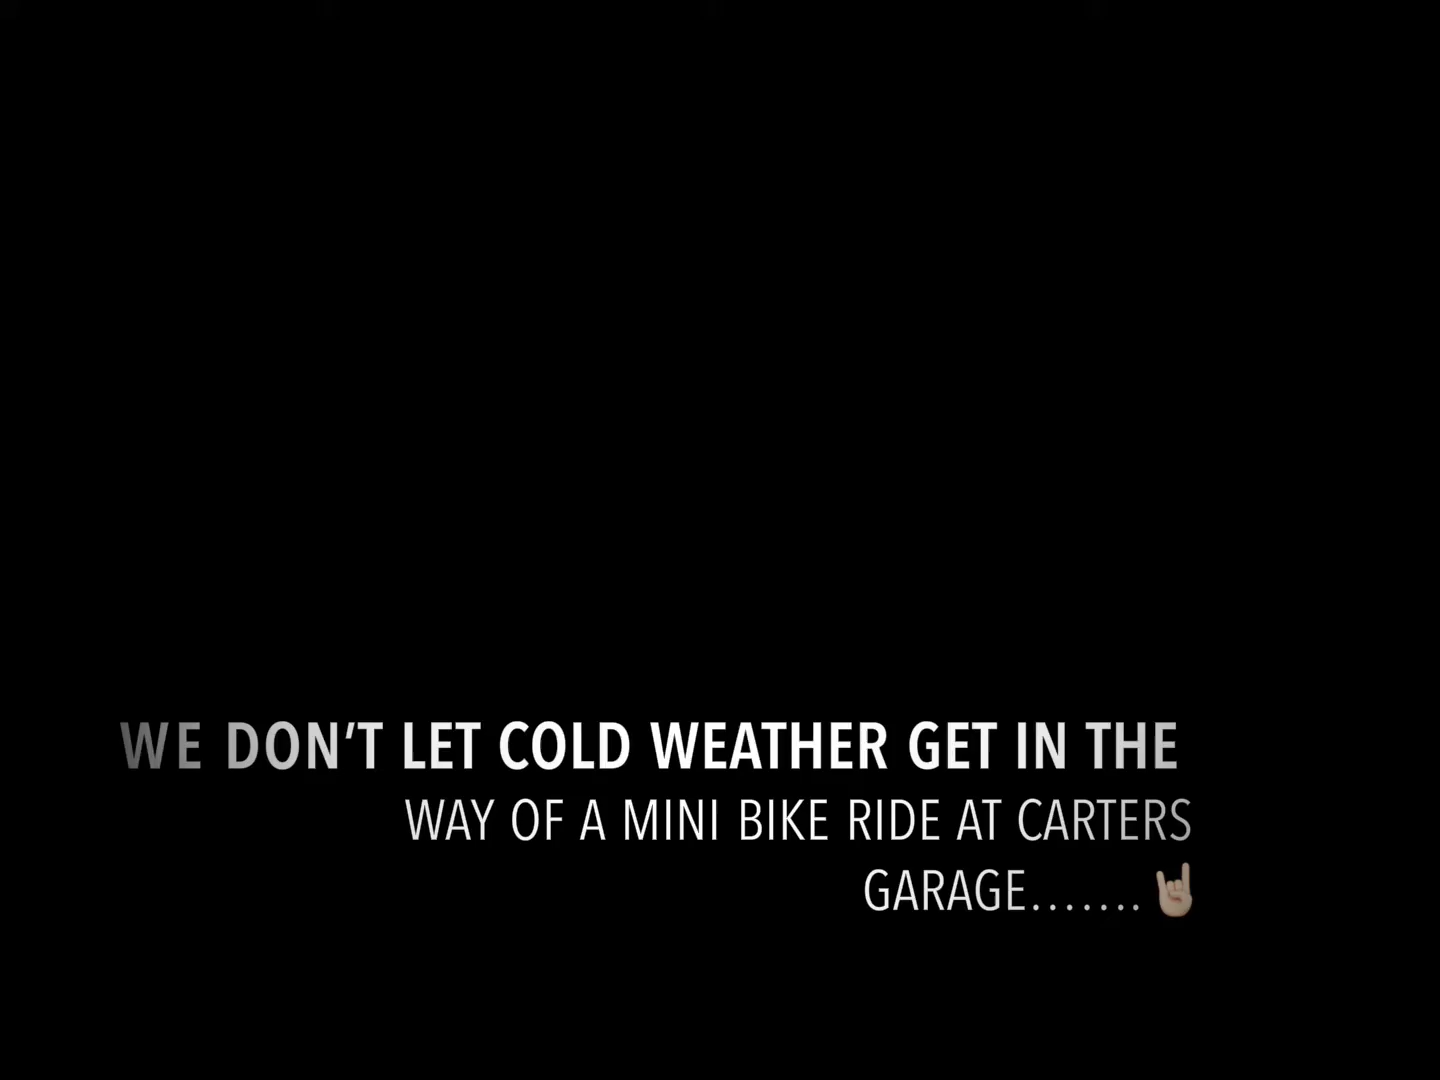 WE DON’T LET COLD WEATHER GET IN THE
WAY OF A MINI BIKE RIDE AT CARTERS
GARAGE.......🤘🏼